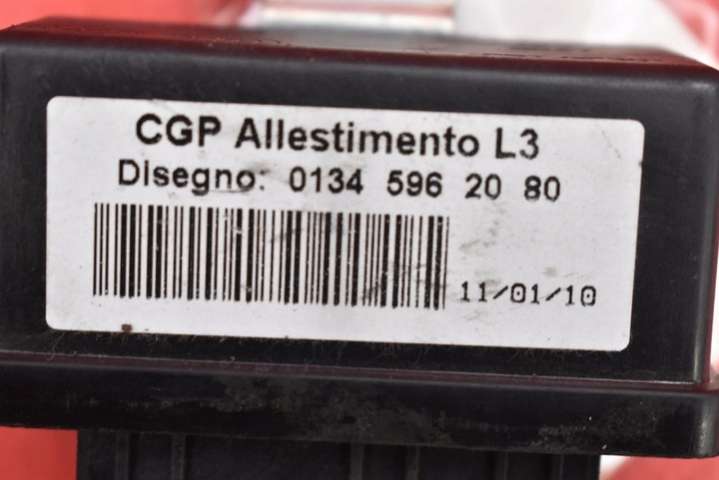 CGP Allestimento L3
Disegno: 0134 596 20 80
11/01/10